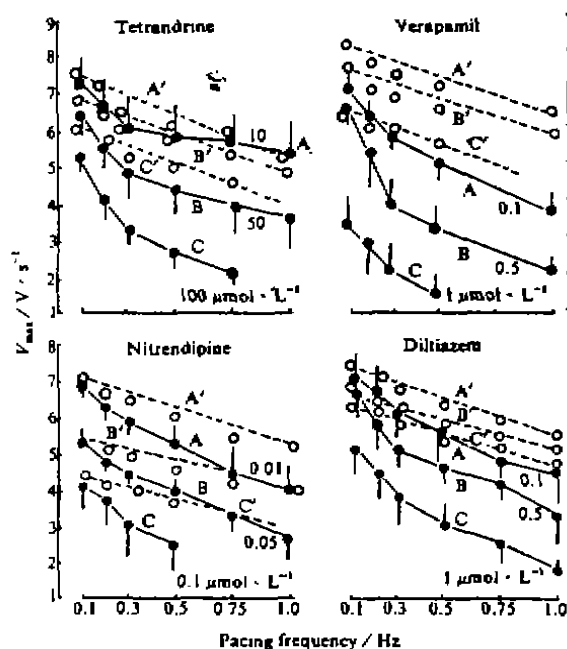 Tetrandrine
Verapamil
V_max / V · s⁻¹
9
8
7
6
5
4
3
2
1
A'
10
A
B'
C'
B
50
C
100 μmol · L⁻¹
A'
B'
C'
A
0.1
B
0.5
C
1 μmol · L⁻¹
Nitrendipine
Diltiazem
8
7
6
5
4
3
2
1
A'
B'
A
0.01
B
C'
0.05
C
0.1 μmol · L⁻¹
A'
B'
C'
A
0.1
B
0.5
C
1 μmol · L⁻¹
0.1 0.3 0.5 0.75 1.0
0.1 0.3 0.5 0.75 1.0
Pacing frequency / Hz